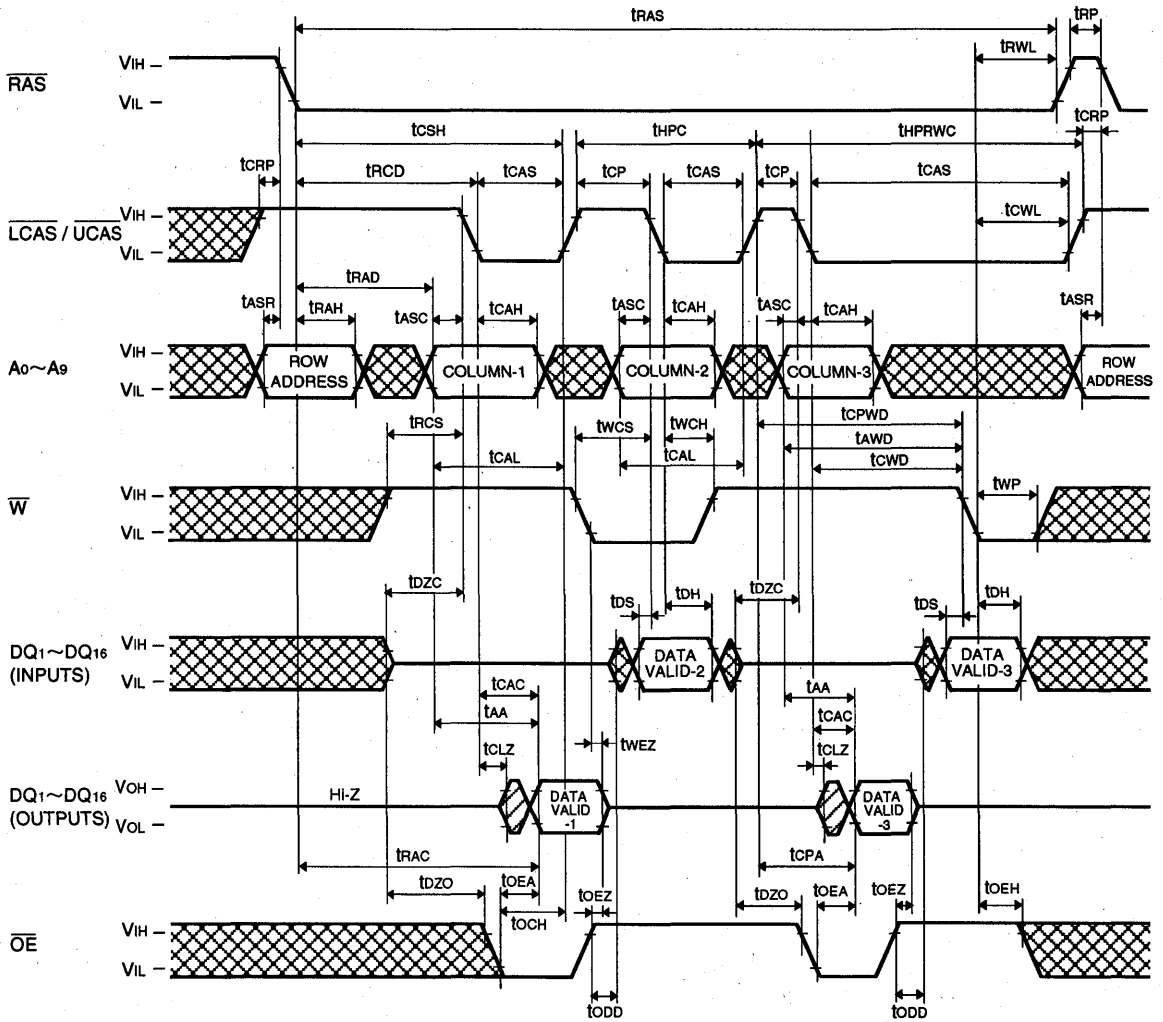 tRAS
tRP
tRWL
RAS
VIH –
VIL –
tCSH
tHPC
tHPRWC
tCRP
tCRP
tRCD
tCAS
tCP
tCAS
tCP
tCAS
LCAS / UCAS
VIH –
VIL –
tCWL
tRAD
tASR
tRAH
tASC
tCAH
tASC
tCAH
tASC
tCAH
tASR
A0~A9
VIH –
VIL –
ROW ADDRESS
COLUMN-1
COLUMN-2
COLUMN-3
ROW ADDRESS
tRCS
tWCS
tWCH
tCPWD
tCAL
tCAL
tAWD
tCWD
tWP
W
VIH –
VIL –
tDZC
tDS
tDH
tDZC
tDS
tDH
DQ1~DQ16
(INPUTS)
VIH –
VIL –
DATA VALID-2
DATA VALID-3
tCAC
tAA
tAA
tCAC
tCLZ
tWEZ
tCLZ
DQ1~DQ16
(OUTPUTS)
VOH –
VOL –
Hi-Z
DATA VALID -1
DATA VALID -3
tRAC
tCPA
tDZO
tOEA
tOEZ
tDZO
tOEA
tOEZ
tOEH
tOCH
OE
VIH –
VIL –
tODD
tODD